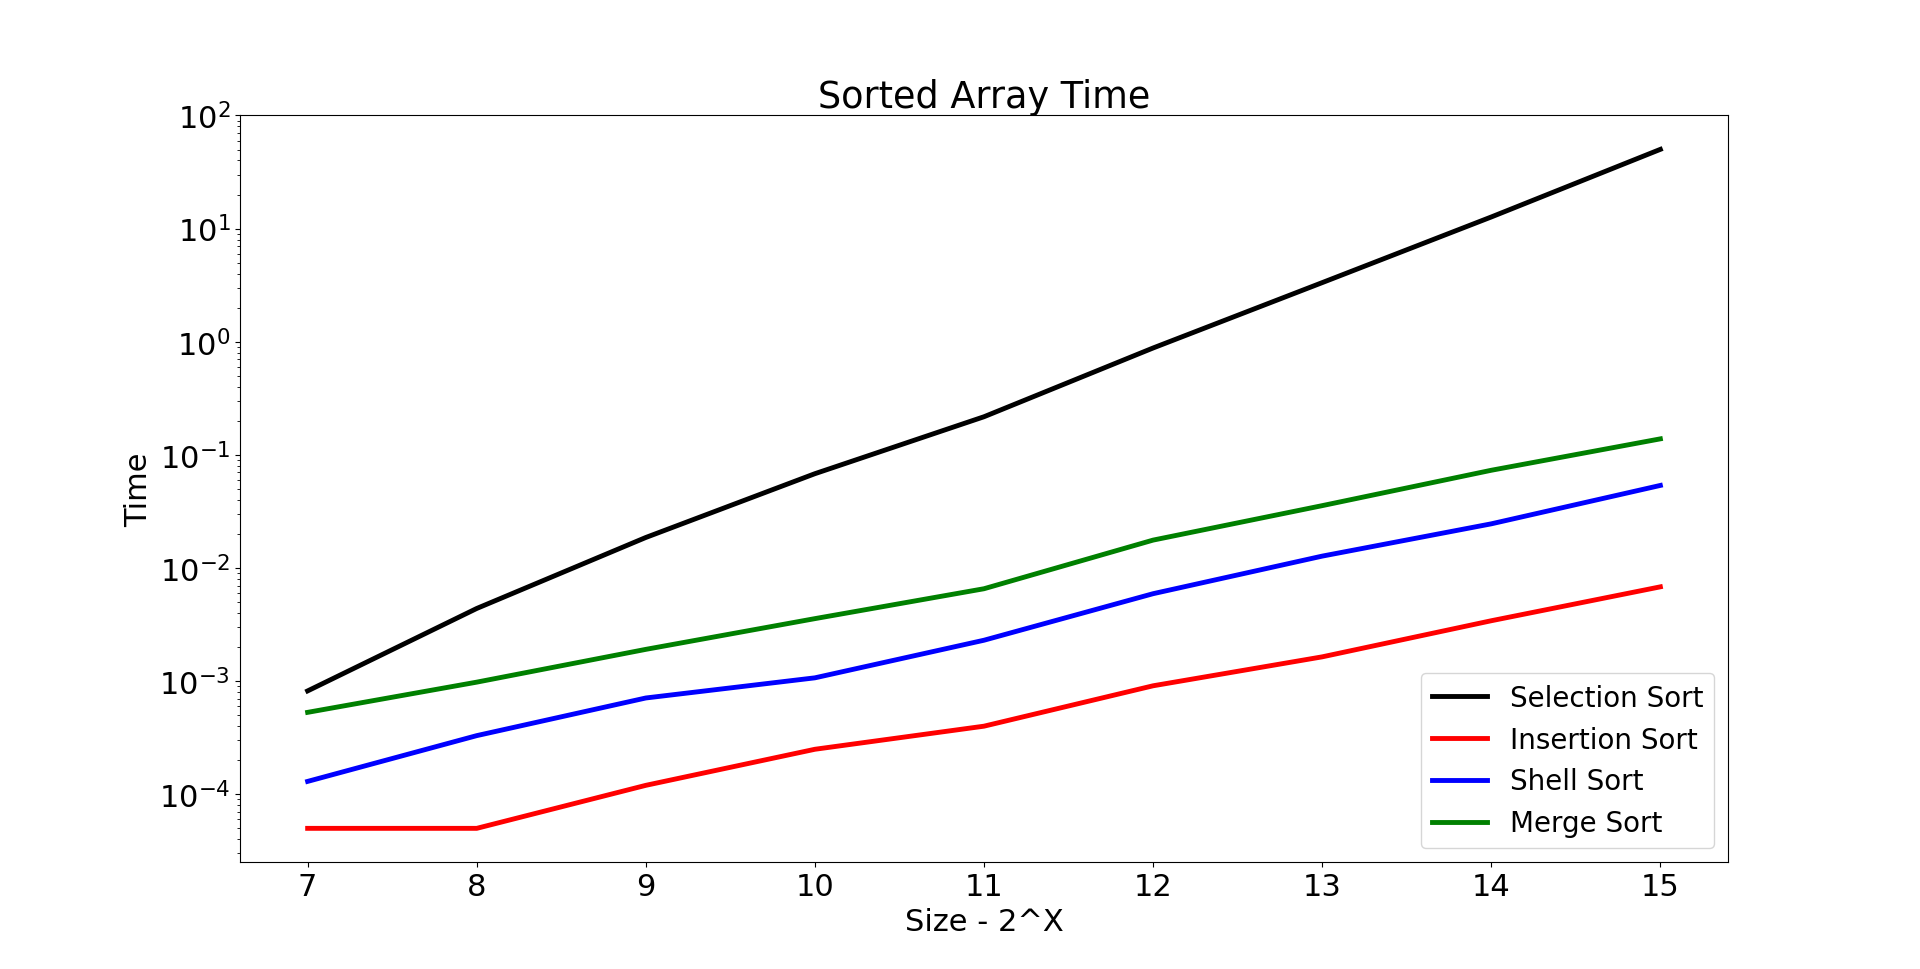 Sorted Array Time
10^2
10^1
10^0
10^−1
10^−2
10^−3
10^−4
Time
7 8 9 10 11 12 13 14 15
Size - 2^X
Selection Sort
Insertion Sort
Shell Sort
Merge Sort